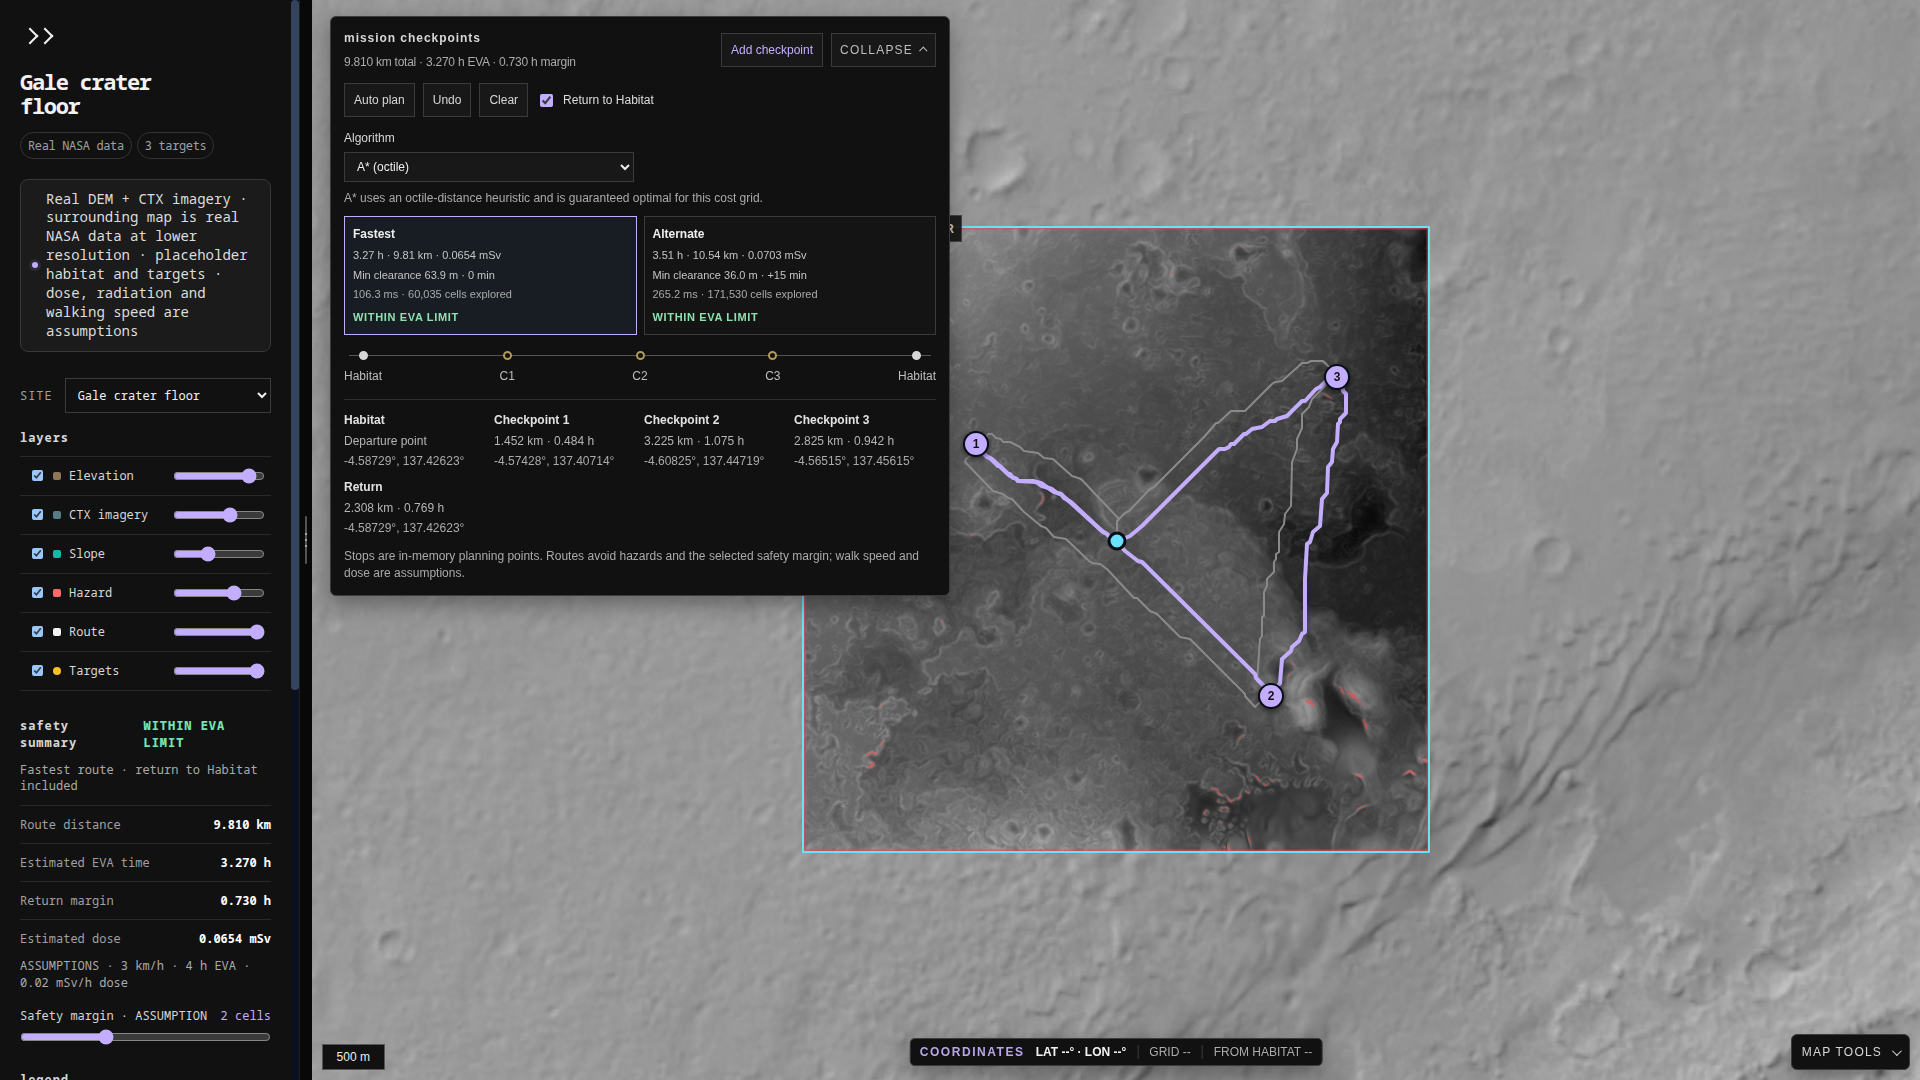 Gale crater
floor
Real NASA data
3 targets
Real DEM + CTX imagery ·
surrounding map is real
NASA data at lower
resolution · placeholder
habitat and targets ·
dose, radiation and
walking speed are
assumptions
SITE
Gale crater floor
layers
Elevation
CTX imagery
Slope
Hazard
Route
Targets
safety
summary
WITHIN EVA
LIMIT
Fastest route · return to Habitat
included
Route distance 9.810 km
Estimated EVA time 3.270 h
Return margin 0.730 h
Estimated dose 0.0654 mSv
ASSUMPTIONS · 3 km/h · 4 h EVA ·
0.02 mSv/h dose
Safety margin · ASSUMPTION 2 cells
mission checkpoints
9.810 km total · 3.270 h EVA · 0.730 h margin
Add checkpoint
COLLAPSE
Auto plan
Undo
Clear
Return to Habitat
Algorithm
A* (octile)
A* uses an octile-distance heuristic and is guaranteed optimal for this cost grid.
Fastest
3.27 h · 9.81 km · 0.0654 mSv
Min clearance 63.9 m · 0 min
106.3 ms · 60,035 cells explored
WITHIN EVA LIMIT
Alternate
3.51 h · 10.54 km · 0.0703 mSv
Min clearance 36.0 m · +15 min
265.2 ms · 171,530 cells explored
WITHIN EVA LIMIT
Habitat C1 C2 C3 Habitat
Habitat
Departure point
-4.58729°, 137.42623°
Checkpoint 1
1.452 km · 0.484 h
-4.57428°, 137.40714°
Checkpoint 2
3.225 km · 1.075 h
-4.60825°, 137.44719°
Checkpoint 3
2.825 km · 0.942 h
-4.56515°, 137.45615°
Return
2.308 km · 0.769 h
-4.58729°, 137.42623°
Stops are in-memory planning points. Routes avoid hazards and the selected safety margin; walk speed and
dose are assumptions.
3
1
2
500 m
COORDINATES LAT --° · LON --° GRID -- FROM HABITAT --
MAP TOOLS